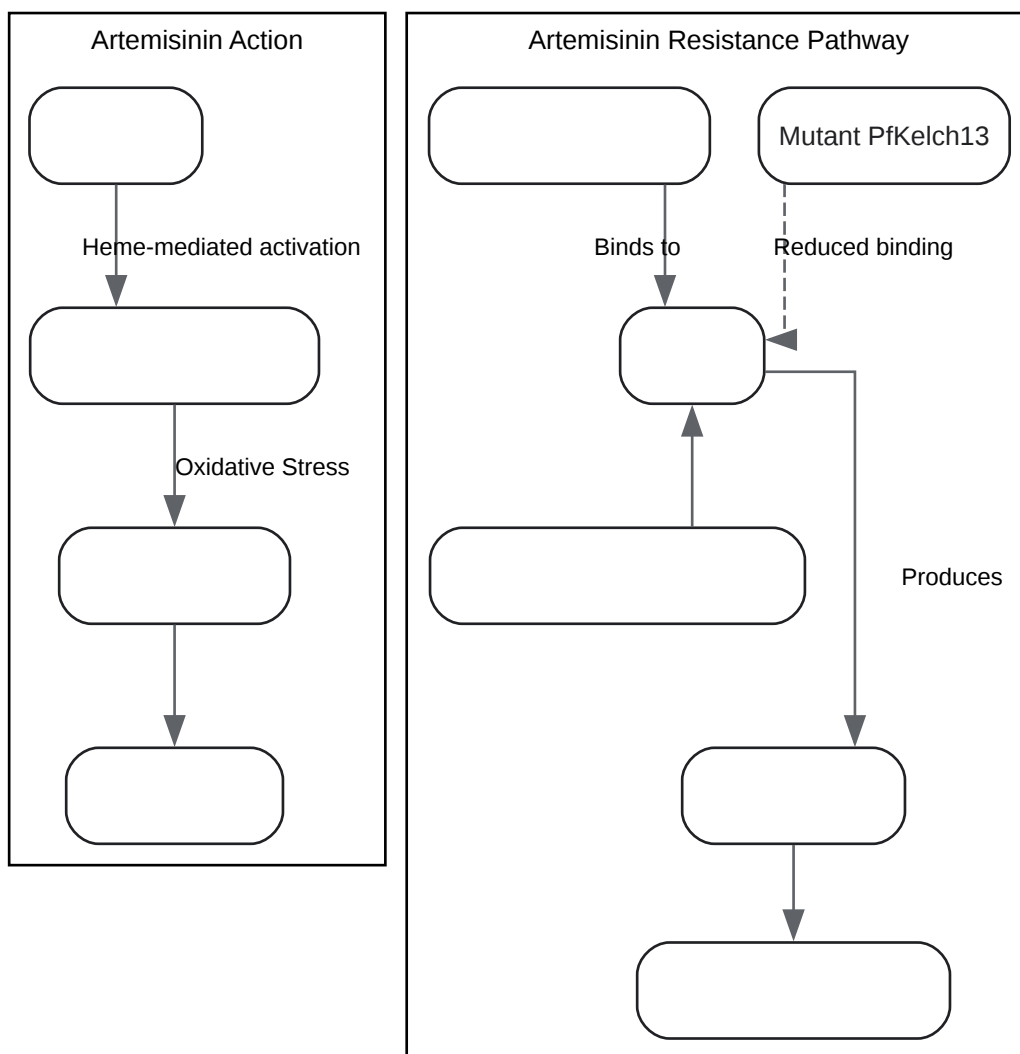 Artemisinin Action
Heme-mediated activation
Oxidative Stress
Artemisinin Resistance Pathway
Mutant PfKelch13
Binds to
Reduced binding
Produces